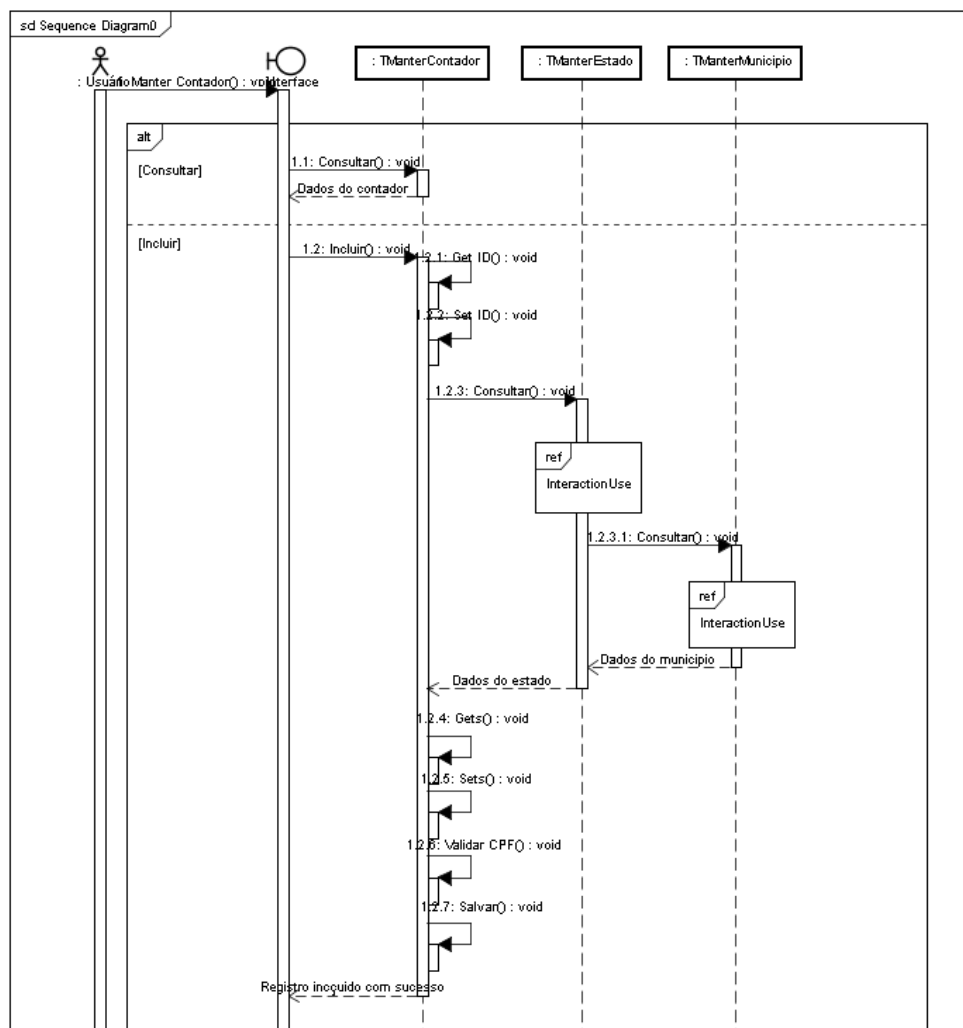 sd Sequence Diagram0
: Usuário
Manter Contador() : void
: TManterContador
: TManterEstado
: TManterMunicipio
alt
[Consultar]
1.1: Consultar() : void
Dados do contador
[Incluir]
1.2: Incluir() : void
1.2.1: Get ID() : void
1.2.2: Set ID() : void
1.2.3: Consultar() : void
ref
InteractionUse
1.2.3.1: Consultar() : void
ref
InteractionUse
Dados do municipio
Dados do estado
1.2.4: Gets() : void
1.2.5: Sets() : void
1.2.6: Validar CPF() : void
1.2.7: Salvar() : void
Registro incçuido com sucesso